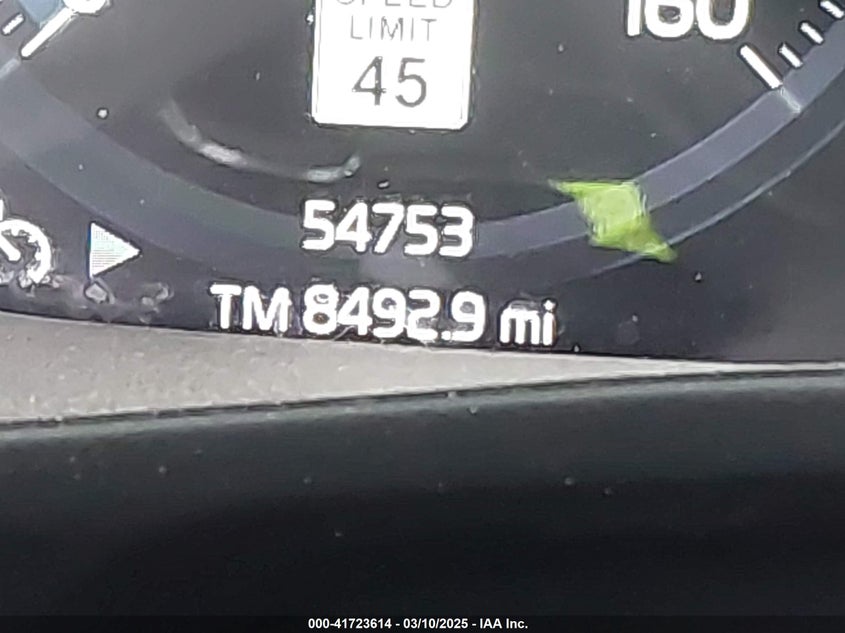 SPEED
LIMIT
45
160
54753
TM 8492.9 mi
000-41723614 - 03/10/2025 - IAA Inc.